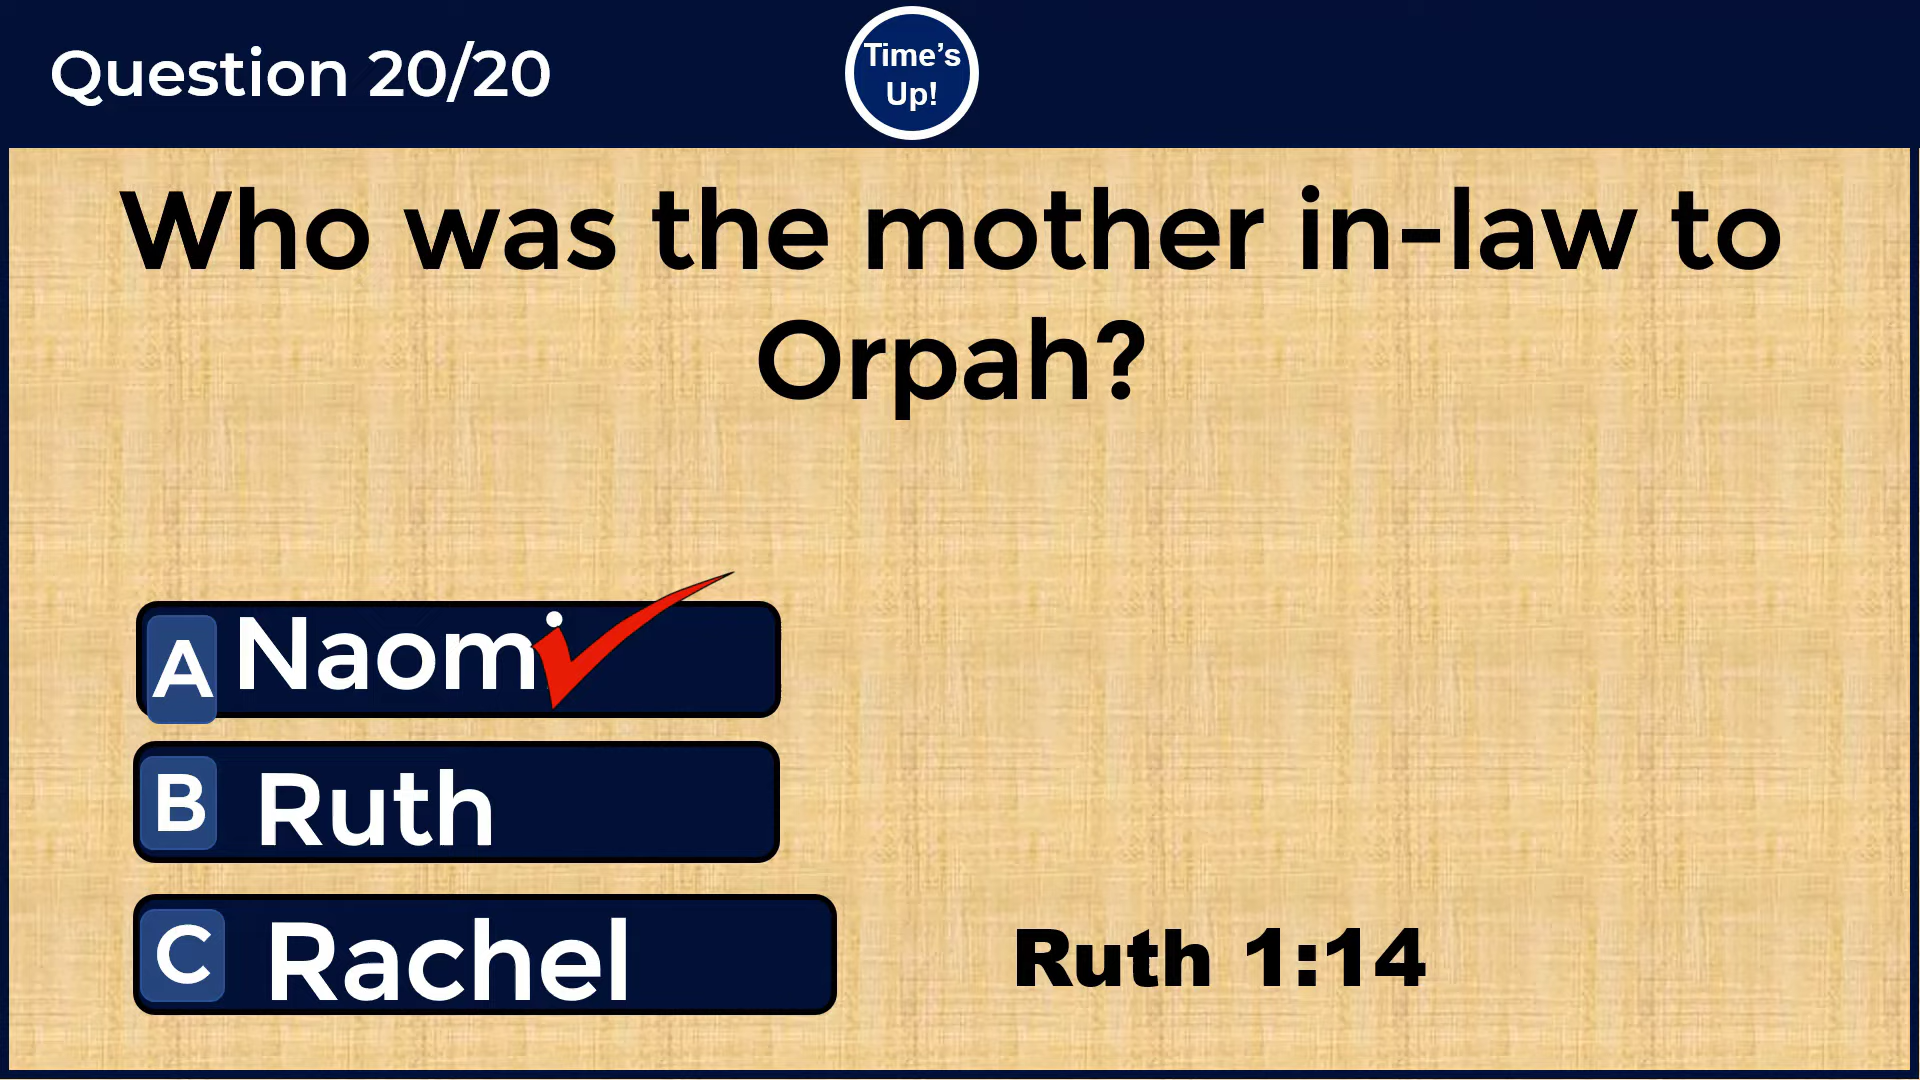 Question 20/20
Time's
Up!
Who was the mother in-law to
Orpah?
A Naomi
B Ruth
C Rachel
Ruth 1:14